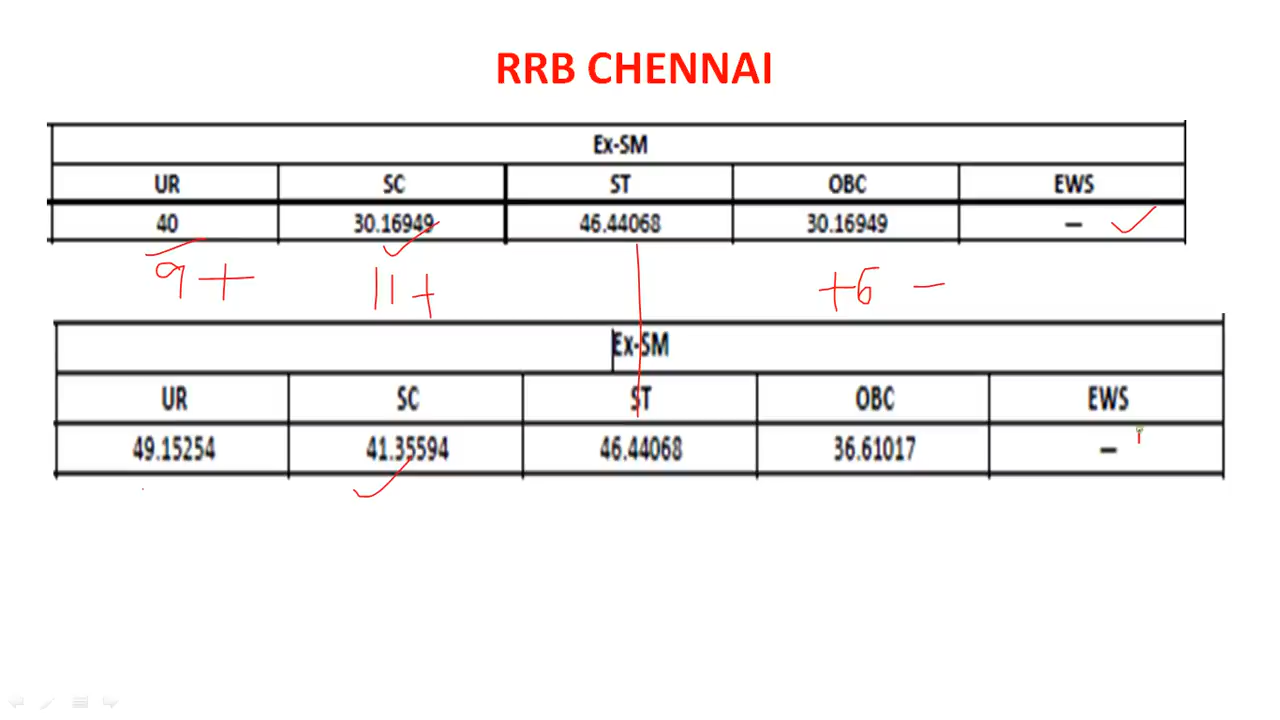 RRB CHENNAI
Ex-SM
UR SC ST OBC EWS
40 30.16949 46.44068 30.16949 —
9+ 11+ +6 —
Ex-SM
UR SC ST OBC EWS
49.15254 41.35594 46.44068 36.61017 —